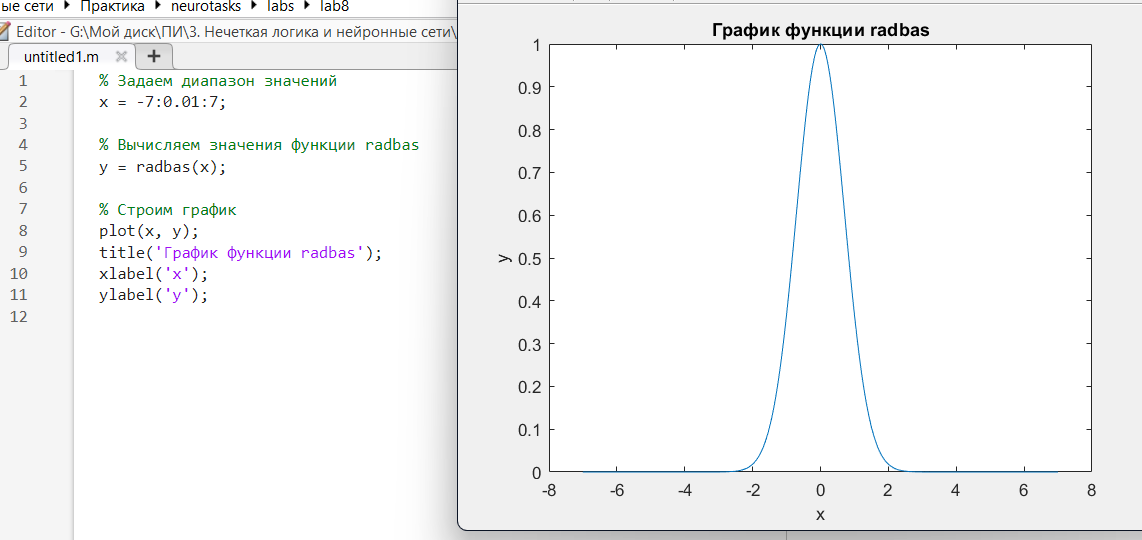 ые сети Практика neurotasks labs lab8
Editor - G:\Мой диск\ПИ\3. Нечеткая логика и нейронные сети\
untitled1.m
1 % Задаем диапазон значений
2 x = -7:0.01:7;
3
4 % Вычисляем значения функции radbas
5 y = radbas(x);
6
7 % Строим график
8 plot(x, y);
9 title('График функции radbas');
10 xlabel('x');
11 ylabel('y');
12
График функции radbas
1
0.9
0.8
0.7
0.6
0.5
0.4
0.3
0.2
0.1
0
y
-8 -6 -4 -2 0 2 4 6 8
x